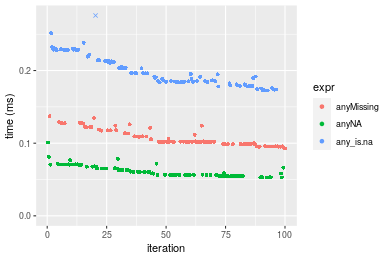 time (ms)
0.2
0.1
0.0
0
25
50
75
100
iteration
expr
anyMissing
anyNA
any_is.na